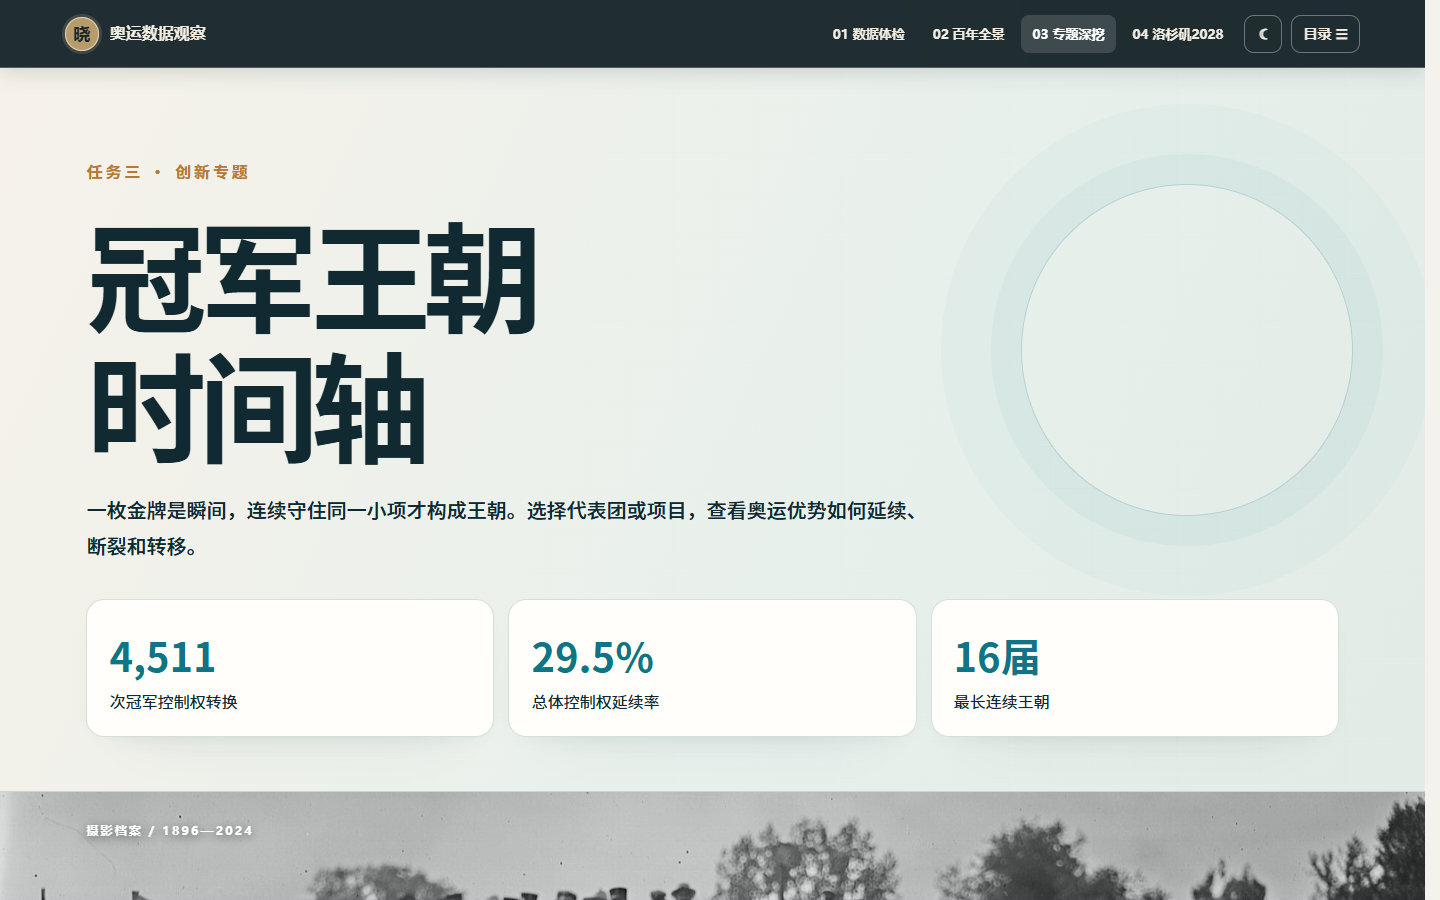 晓 奥运数据观察
01 数据体检 02 百年全景 03 专题深挖 04 洛杉矶2028 目录
任务三 • 创新专题
冠军王朝
时间轴
一枚金牌是瞬间，连续守住同一小项才构成王朝。选择代表团或项目，查看奥运优势如何延续、
断裂和转移。
4,511
次冠军控制权转换
29.5%
总体控制权延续率
16届
最长连续王朝
摄影档案 / 1896—2024